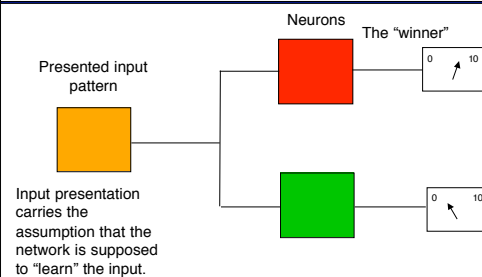 Neurons
The “winner”
0 10
Presented input
pattern
Input presentation
carries the
assumption that the
network is supposed
to “learn” the input.
0 10